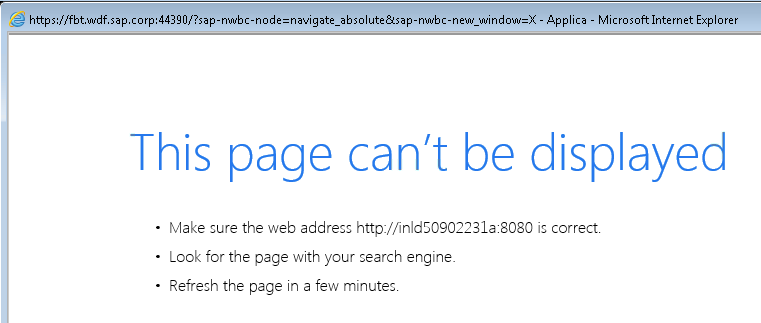 https://fbt.wdf.sap.corp:44390/?sap-nwbc-node=navigate_absolute&sap-nwbc-new_window=X - Applica - Microsoft Internet Explorer
This page can't be displayed
• Make sure the web address http://inld50902231a:8080 is correct.
• Look for the page with your search engine.
• Refresh the page in a few minutes.